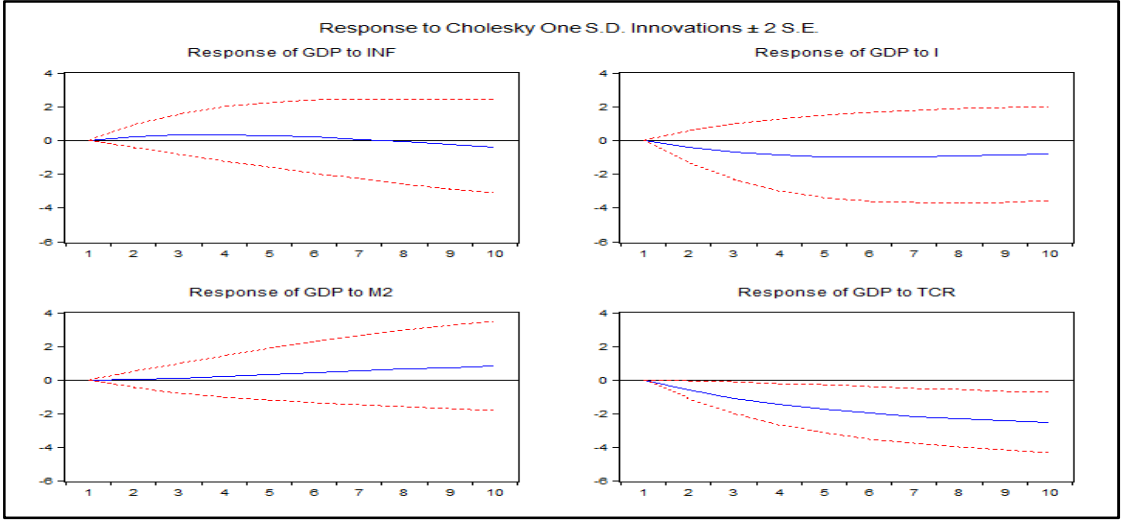 Response to Cholesky One S.D. Innovations ± 2 S.E.
Response of GDP to INF
4
2
0
-2
-4
-6
1 2 3 4 5 6 7 8 9 10
Response of GDP to I
4
2
0
-2
-4
-6
1 2 3 4 5 6 7 8 9 10
Response of GDP to M2
4
2
0
-2
-4
-6
1 2 3 4 5 6 7 8 9 10
Response of GDP to TCR
4
2
0
-2
-4
-6
1 2 3 4 5 6 7 8 9 10